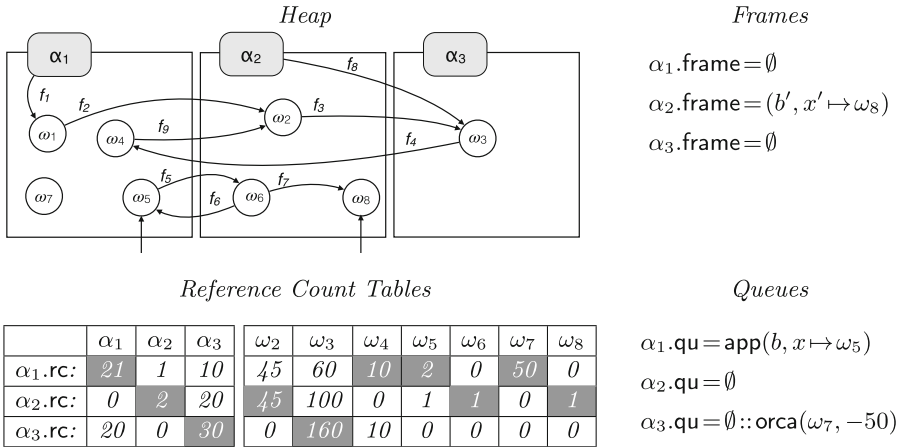 Heap Frames
α₁ α₂ α₃
f₈
α₁.frame=∅
f₁ f₂ f₃
α₂.frame=(b′, x′↦ω₈)
ω₁ ω₄ f₉ ω₂ f₄ ω₃
α₃.frame=∅
f₅ f₇
ω₇ ω₅ f₆ ω₆ ω₈
Reference Count Tables Queues
α₁ α₂ α₃ ω₂ ω₃ ω₄ ω₅ ω₆ ω₇ ω₈
α₁.rc: 21 1 10 45 60 10 2 0 50 0
α₂.rc: 0 2 20 45 100 0 1 1 0 1
α₃.rc: 20 0 30 0 160 10 0 0 0 0
α₁.qu=app(b, x↦ω₅)
α₂.qu=∅
α₃.qu=∅::orca(ω₇, −50)